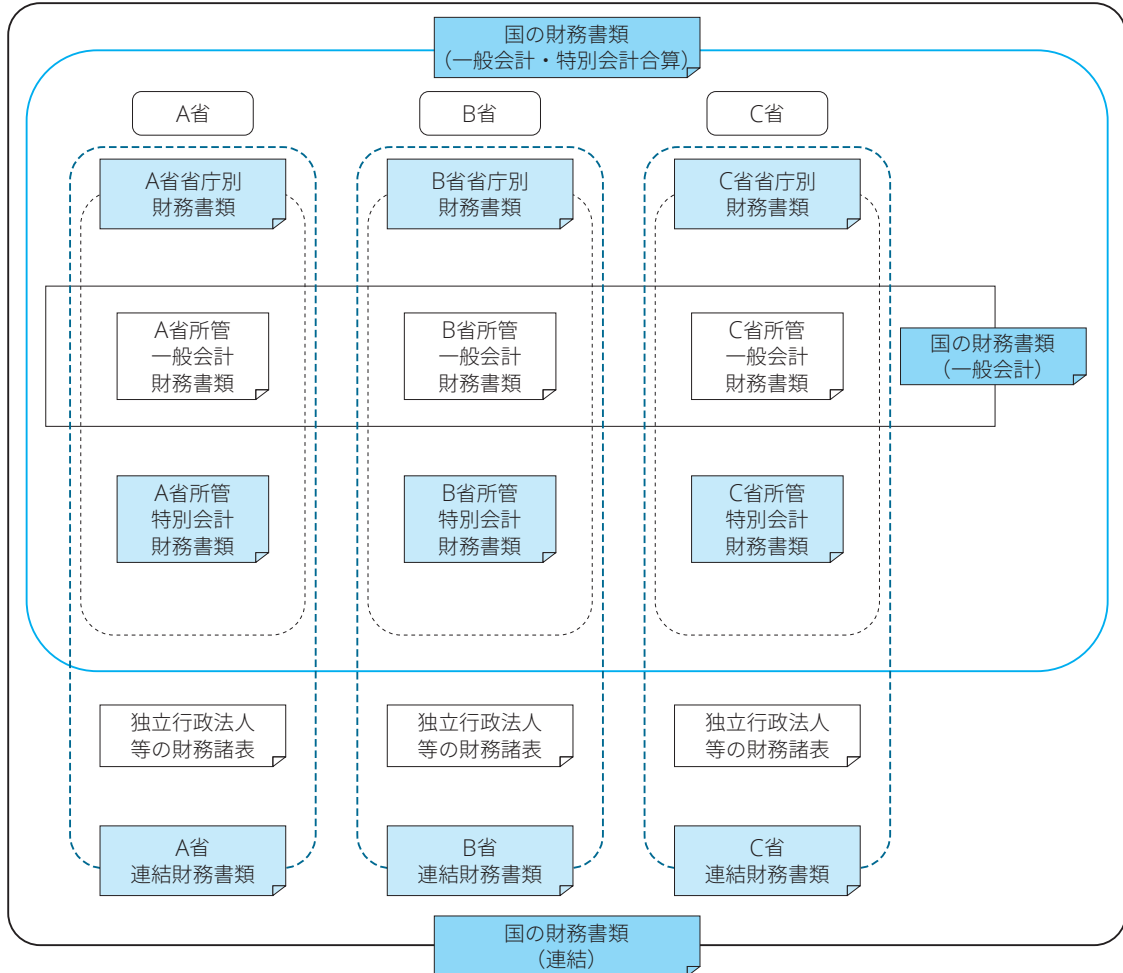 国の財務書類
（一般会計・特別会計合算）
A省
B省
C省
A省省庁別
財務書類
B省省庁別
財務書類
C省省庁別
財務書類
A省所管
一般会計
財務書類
B省所管
一般会計
財務書類
C省所管
一般会計
財務書類
国の財務書類
（一般会計）
A省所管
特別会計
財務書類
B省所管
特別会計
財務書類
C省所管
特別会計
財務書類
独立行政法人
等の財務諸表
独立行政法人
等の財務諸表
独立行政法人
等の財務諸表
A省
連結財務書類
B省
連結財務書類
C省
連結財務書類
国の財務書類
（連結）